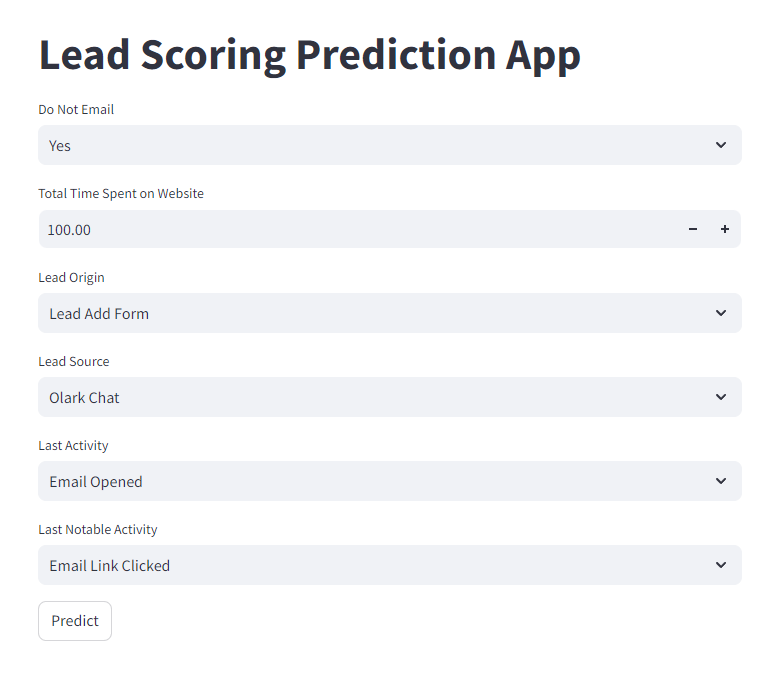 Lead Scoring Prediction App
Do Not Email
Yes
Total Time Spent on Website
100.00
Lead Origin
Lead Add Form
Lead Source
Olark Chat
Last Activity
Email Opened
Last Notable Activity
Email Link Clicked
Predict